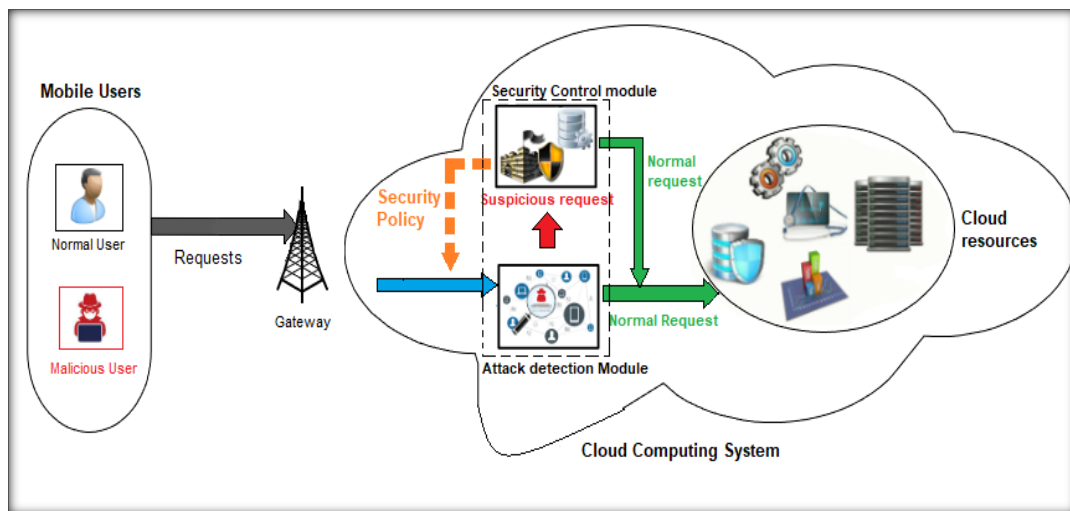 Mobile Users
Normal User
Malicious User
Requests
Gateway
Security Control module
Security
Policy
Suspicious request
Normal
request
Normal Request
Attack detection Module
Cloud
resources
Cloud Computing System